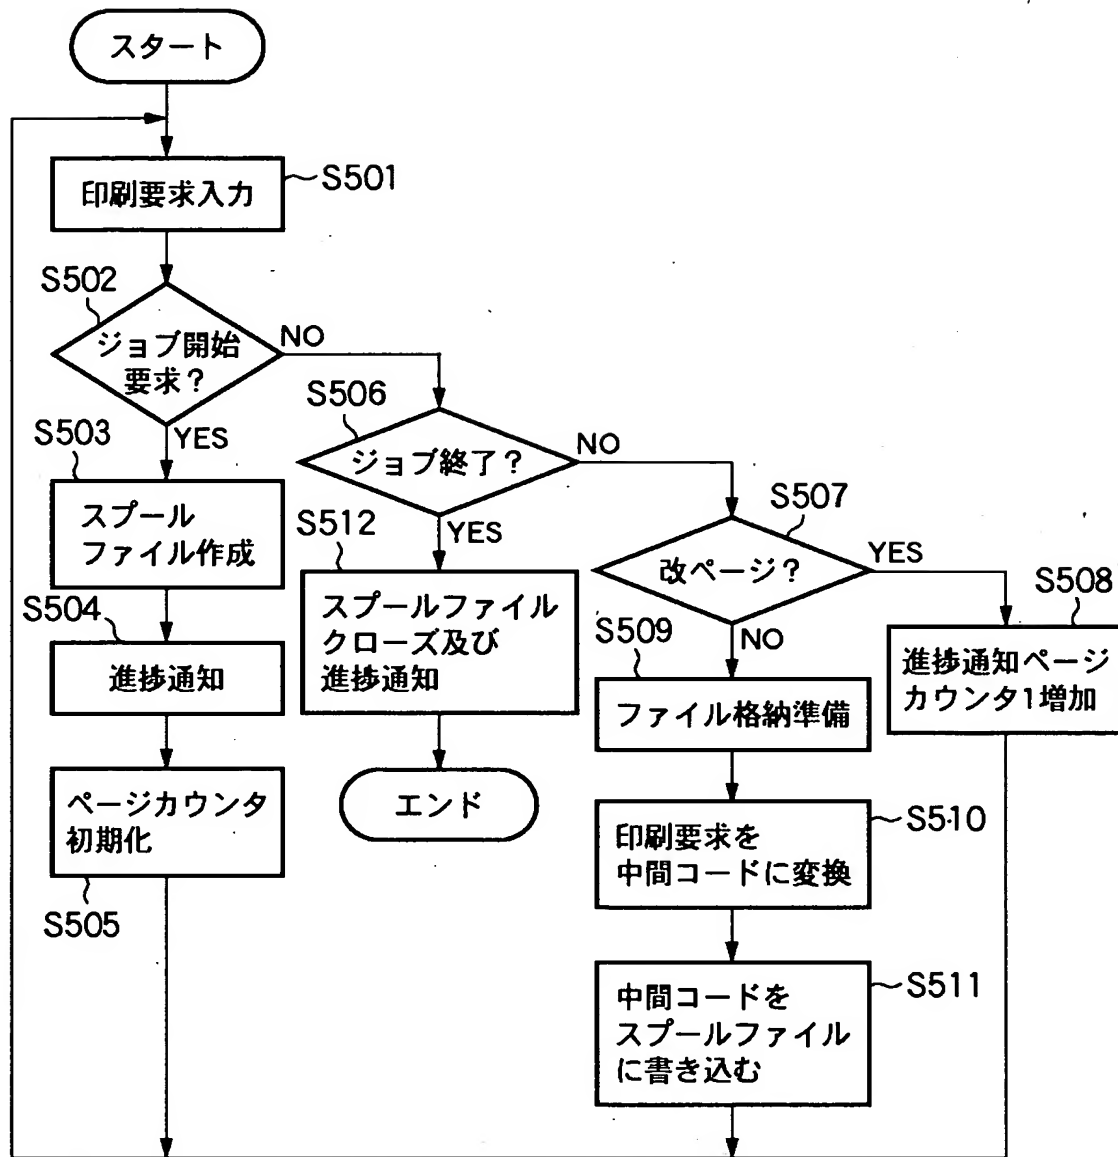 スタート
印刷要求入力
S501
S502
ジョブ開始
要求?
NO
YES
S503
スプール
ファイル作成
S504
進捗通知
ページカウンタ
初期化
S505
S506
ジョブ終了?
NO
YES
S512
スプールファイル
クローズ及び
進捗通知
エンド
S507
改ページ?
YES
NO
S508
進捗通知ページ
カウンタ1増加
S509
ファイル格納準備
印刷要求を
中間コードに変換
S510
中間コードを
スプールファイル
に書き込む
S511